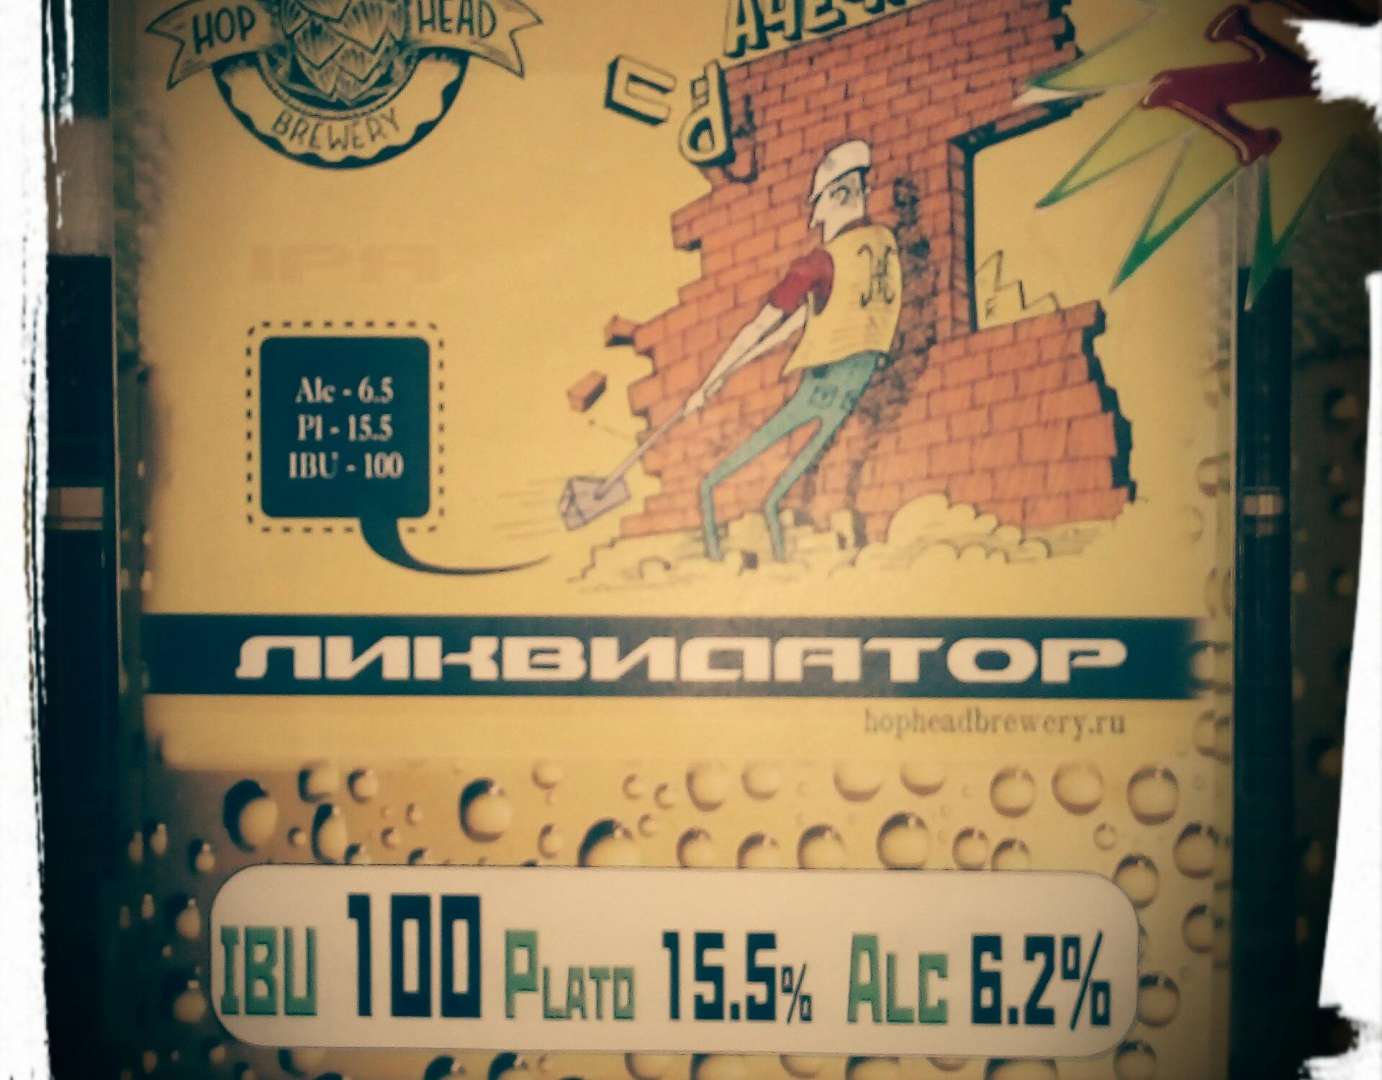 HOP HEAD
BREWERY
IPA
Alc - 6.5
Pl - 15.5
IBU - 100
ЛИКВИДАТОР
hopheadbrewery.ru
IBU 100 PLATO 15.5% ALC 6.2%